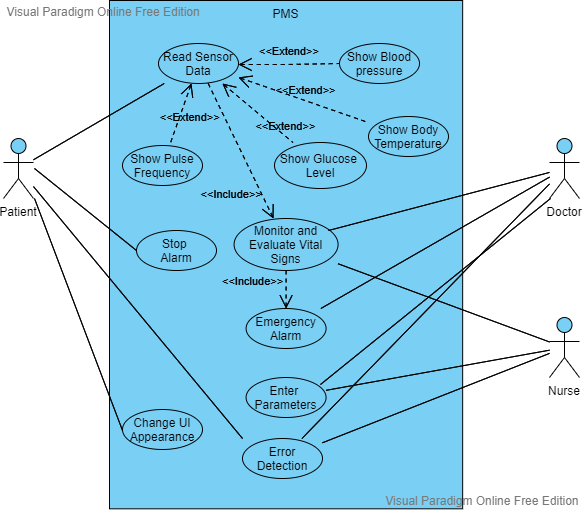 Visual Paradigm Online Free Edition
PMS
Read Sensor
Data
<<Extend>>
Show Blood
pressure
<<Extend>>
<<Extend>>
<<Extend>>
Show Body
Temperature
Show Pulse
Frequency
Show Glucose
Level
Patient
Doctor
<<Include>>
Stop
Alarm
Monitor and
Evaluate Vital
Signs
<<Include>>
Emergency
Alarm
Enter
Parameters
Nurse
Change UI
Appearance
Error
Detection
Visual Paradigm Online Free Edition